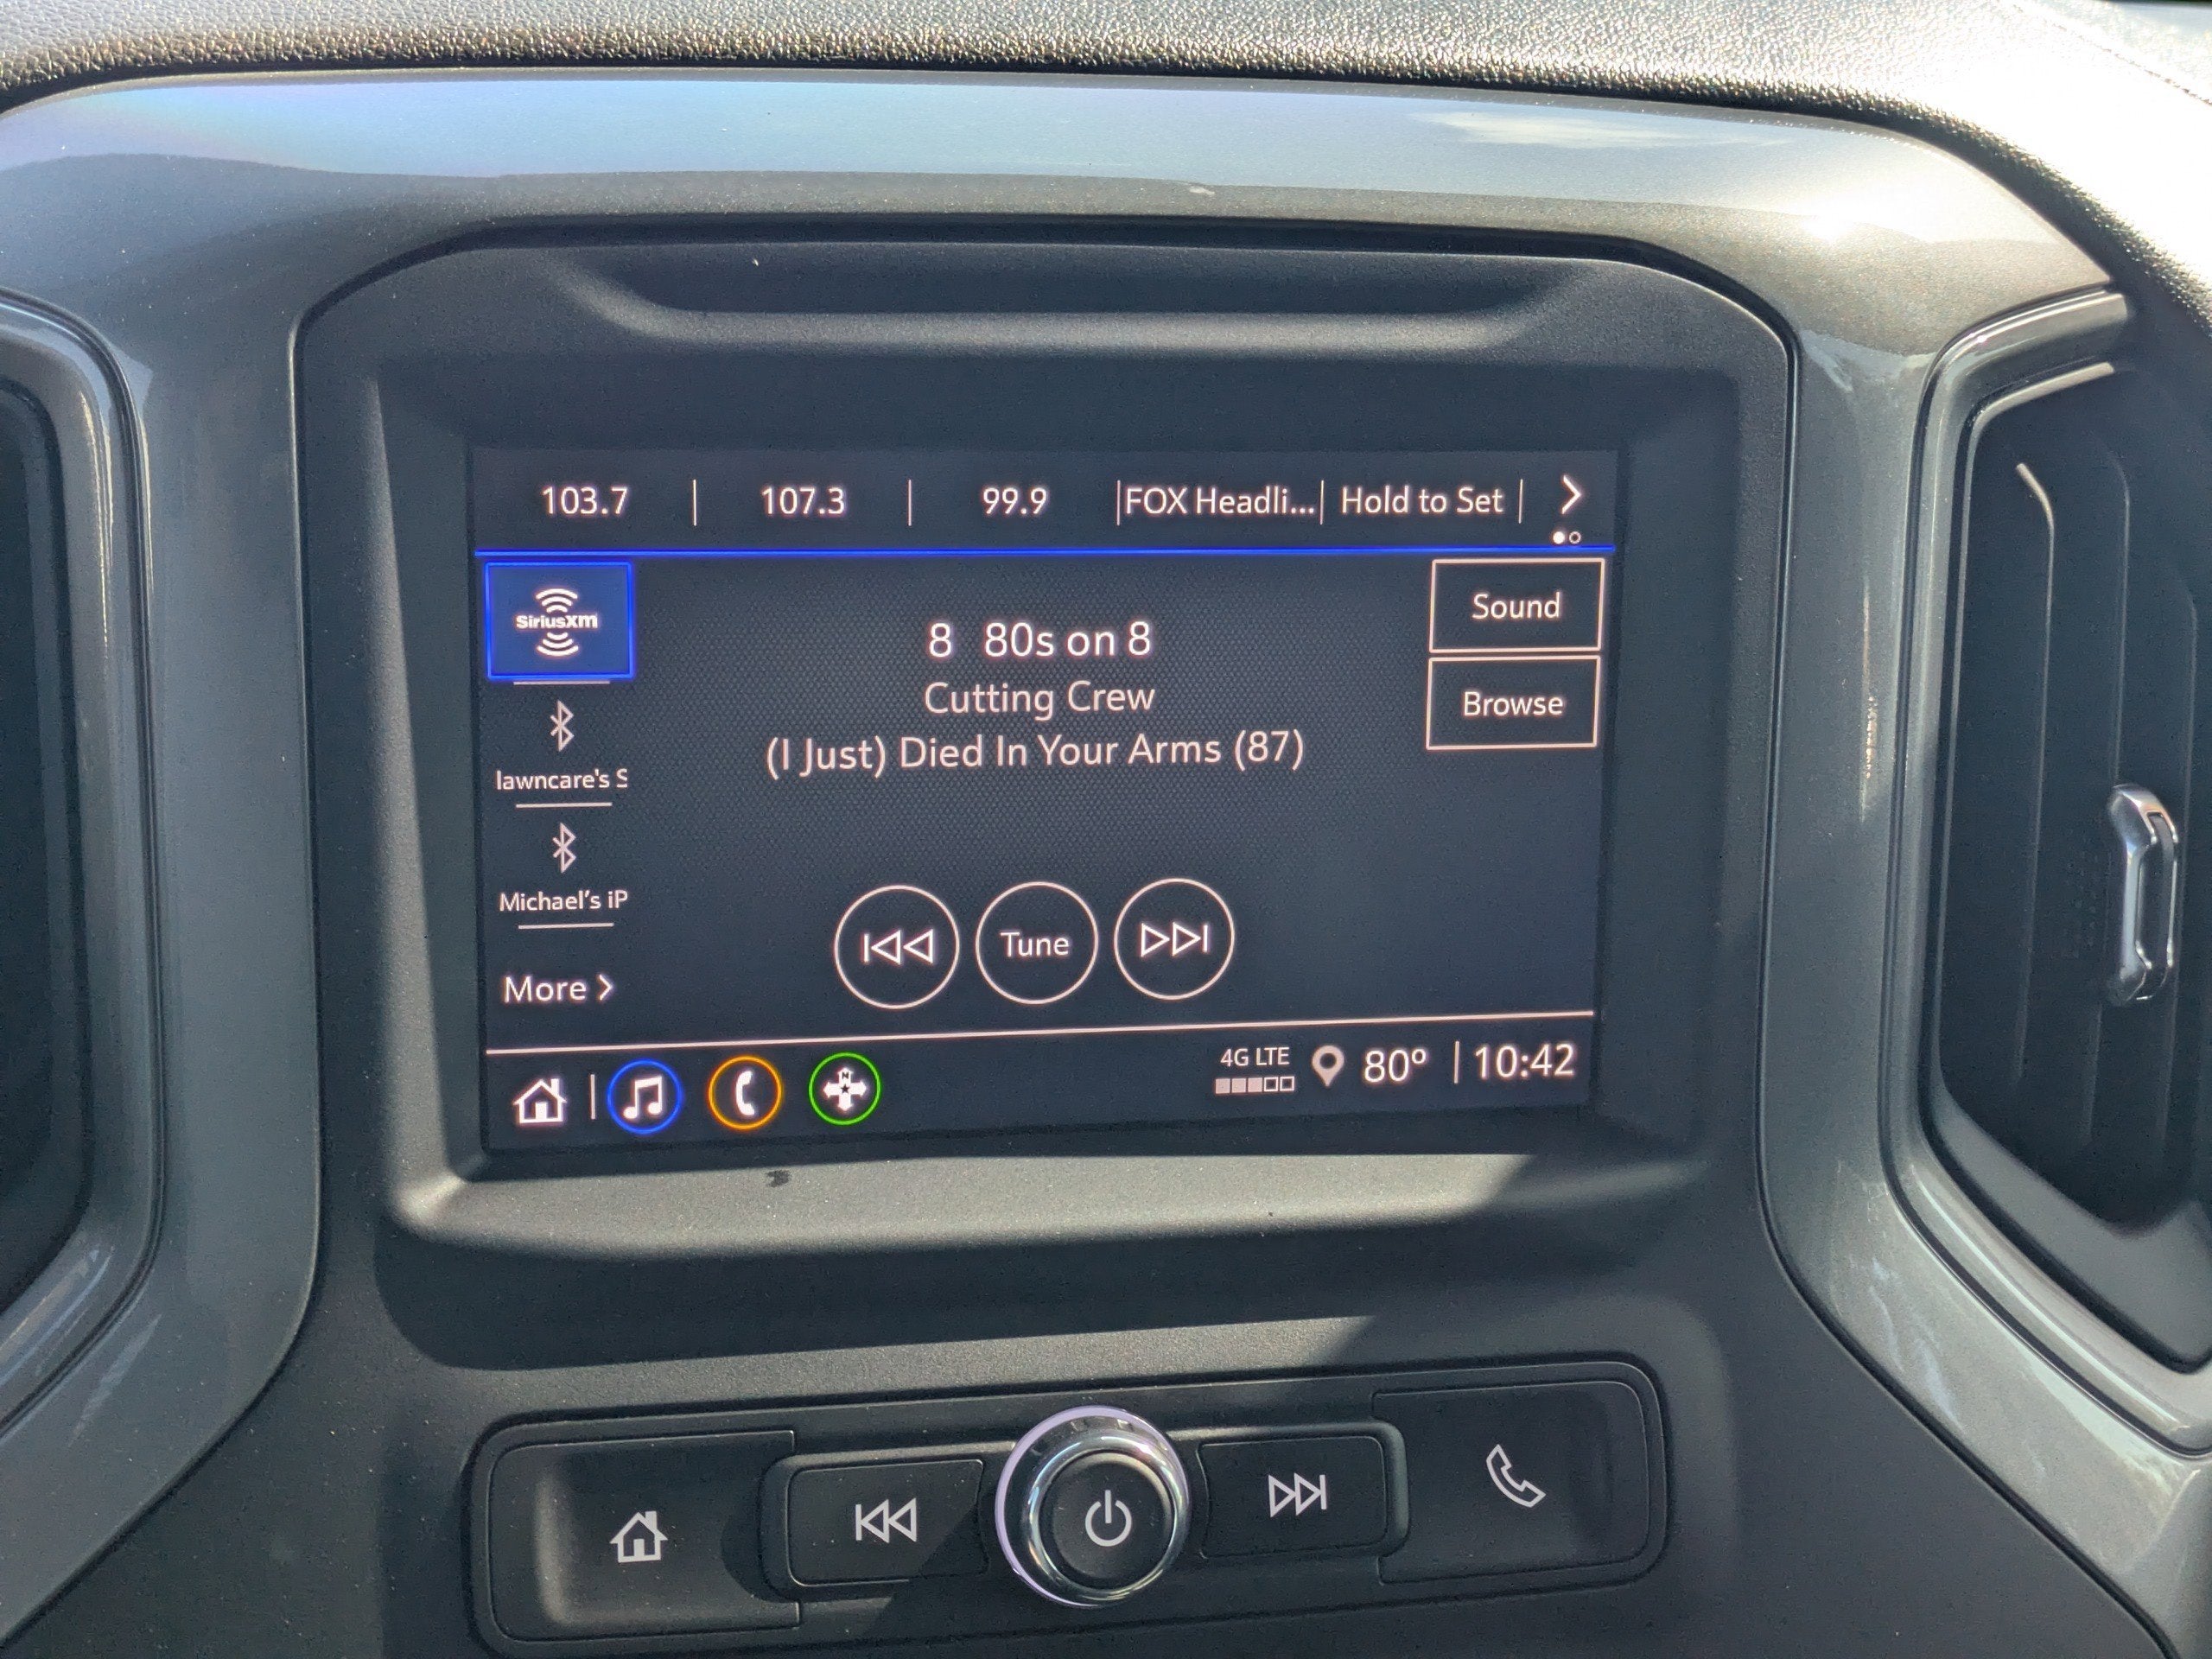 103.7 | 107.3 | 99.9 | FOX Headli... | Hold to Set |
SiriusXm
Sound
8 80s on 8
Cutting Crew
(I Just) Died In Your Arms (87)
Browse
lawncare's S
Michael's iP
Tune
More
4G LTE
80° | 10:42
N